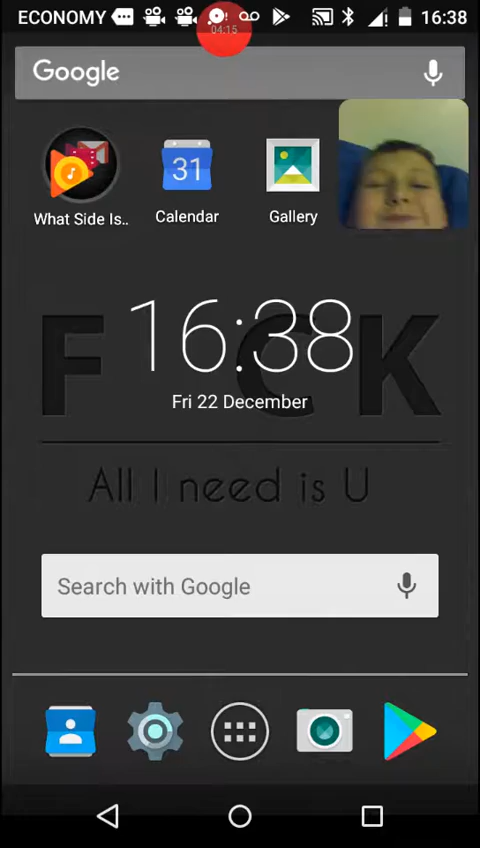 ECONOMY 16:38
04:15
Google
31
What Side Is.. Calendar Gallery
16:38
F CK
Fri 22 December
All I need is U
Search with Google